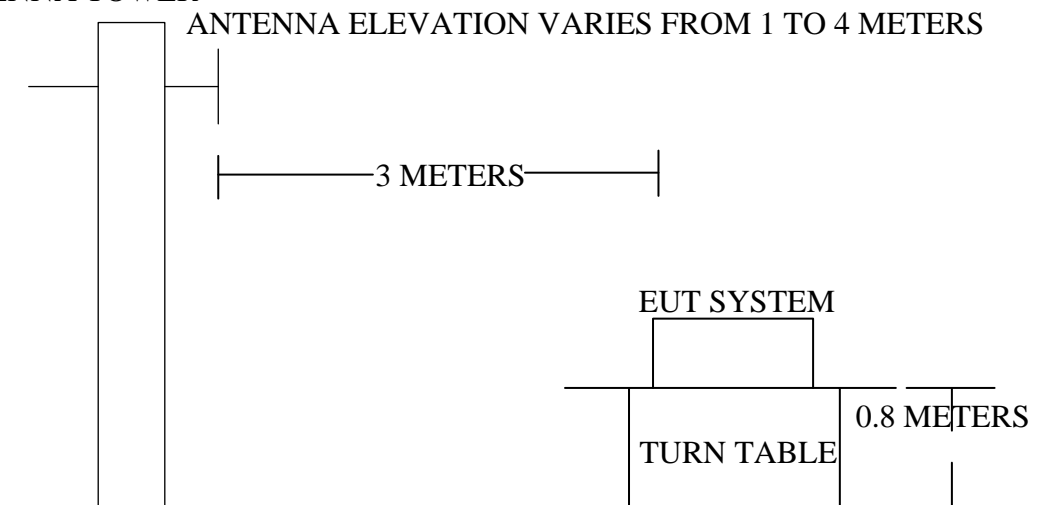 ANTENNA ELEVATION VARIES FROM 1 TO 4 METERS
3 METERS
EUT SYSTEM
0.8 METERS
TURN TABLE